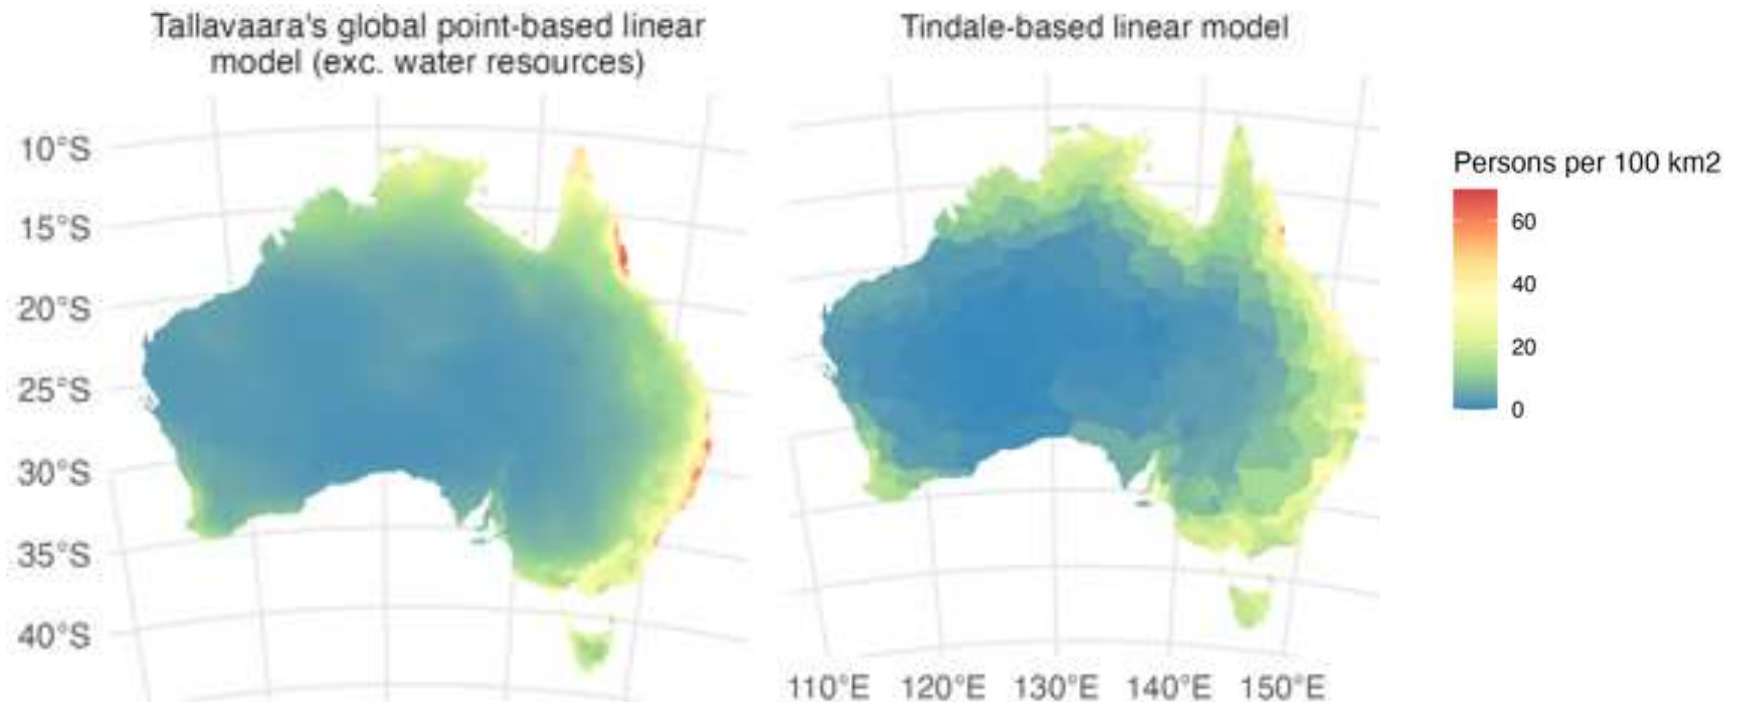 Tallavaara's global point-based linear
model (exc. water resources)
Tindale-based linear model
10°S
15°S
20°S
25°S
30°S
35°S
40°S
110°E 120°E 130°E 140°E 150°E
Persons per 100 km2
60
40
20
0